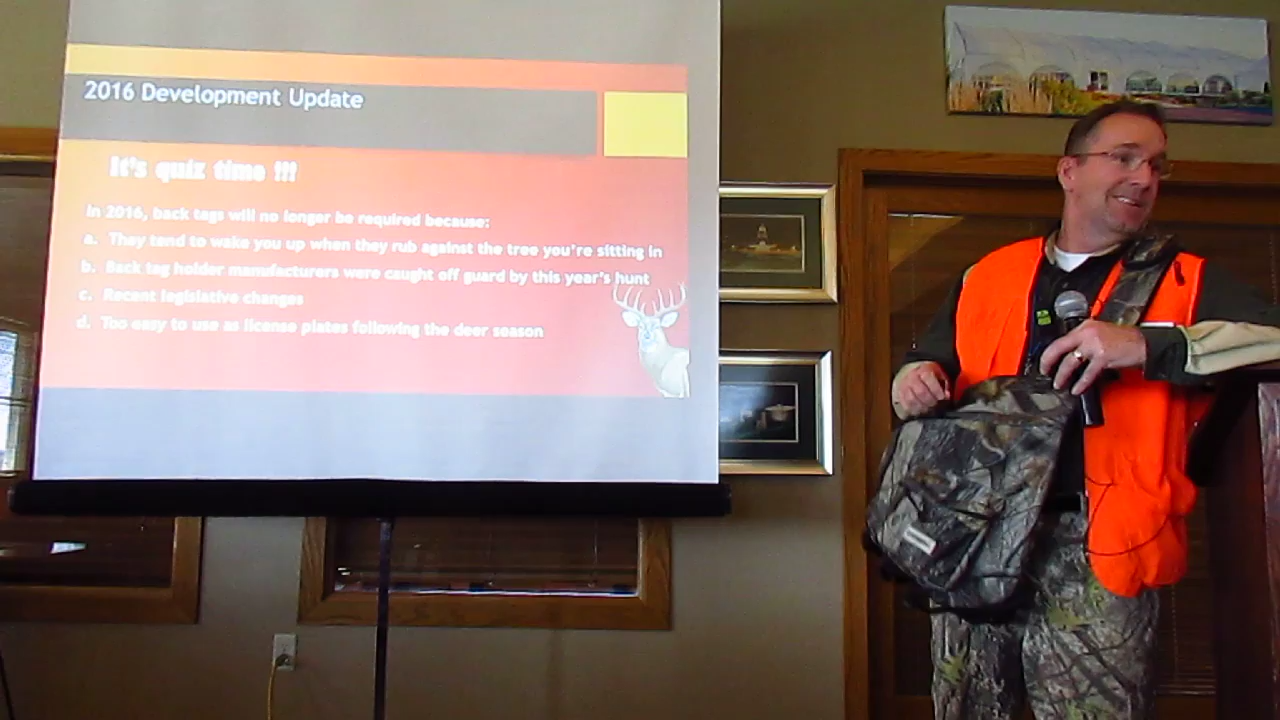 2016 Development Update
It's quiz time !!!
In 2016, back tags will no longer be required because:
a. They tend to wake you up when they rub against the tree you're sitting in
b. Back tag holder manufacturers were caught off guard by this year's hunt
c. Recent legislative changes
d. Too easy to use as license plates following the deer season